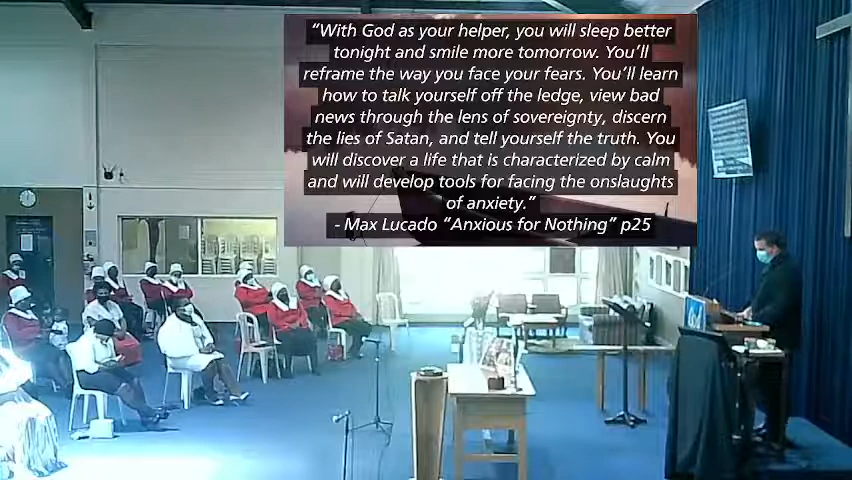 “With God as your helper, you will sleep better
tonight and smile more tomorrow. You’ll
reframe the way you face your fears. You’ll learn
how to talk yourself off the ledge, view bad
news through the lens of sovereignty, discern
the lies of Satan, and tell yourself the truth. You
will discover a life that is characterized by calm
and will develop tools for facing the onslaughts
of anxiety.”
- Max Lucado “Anxious for Nothing” p25